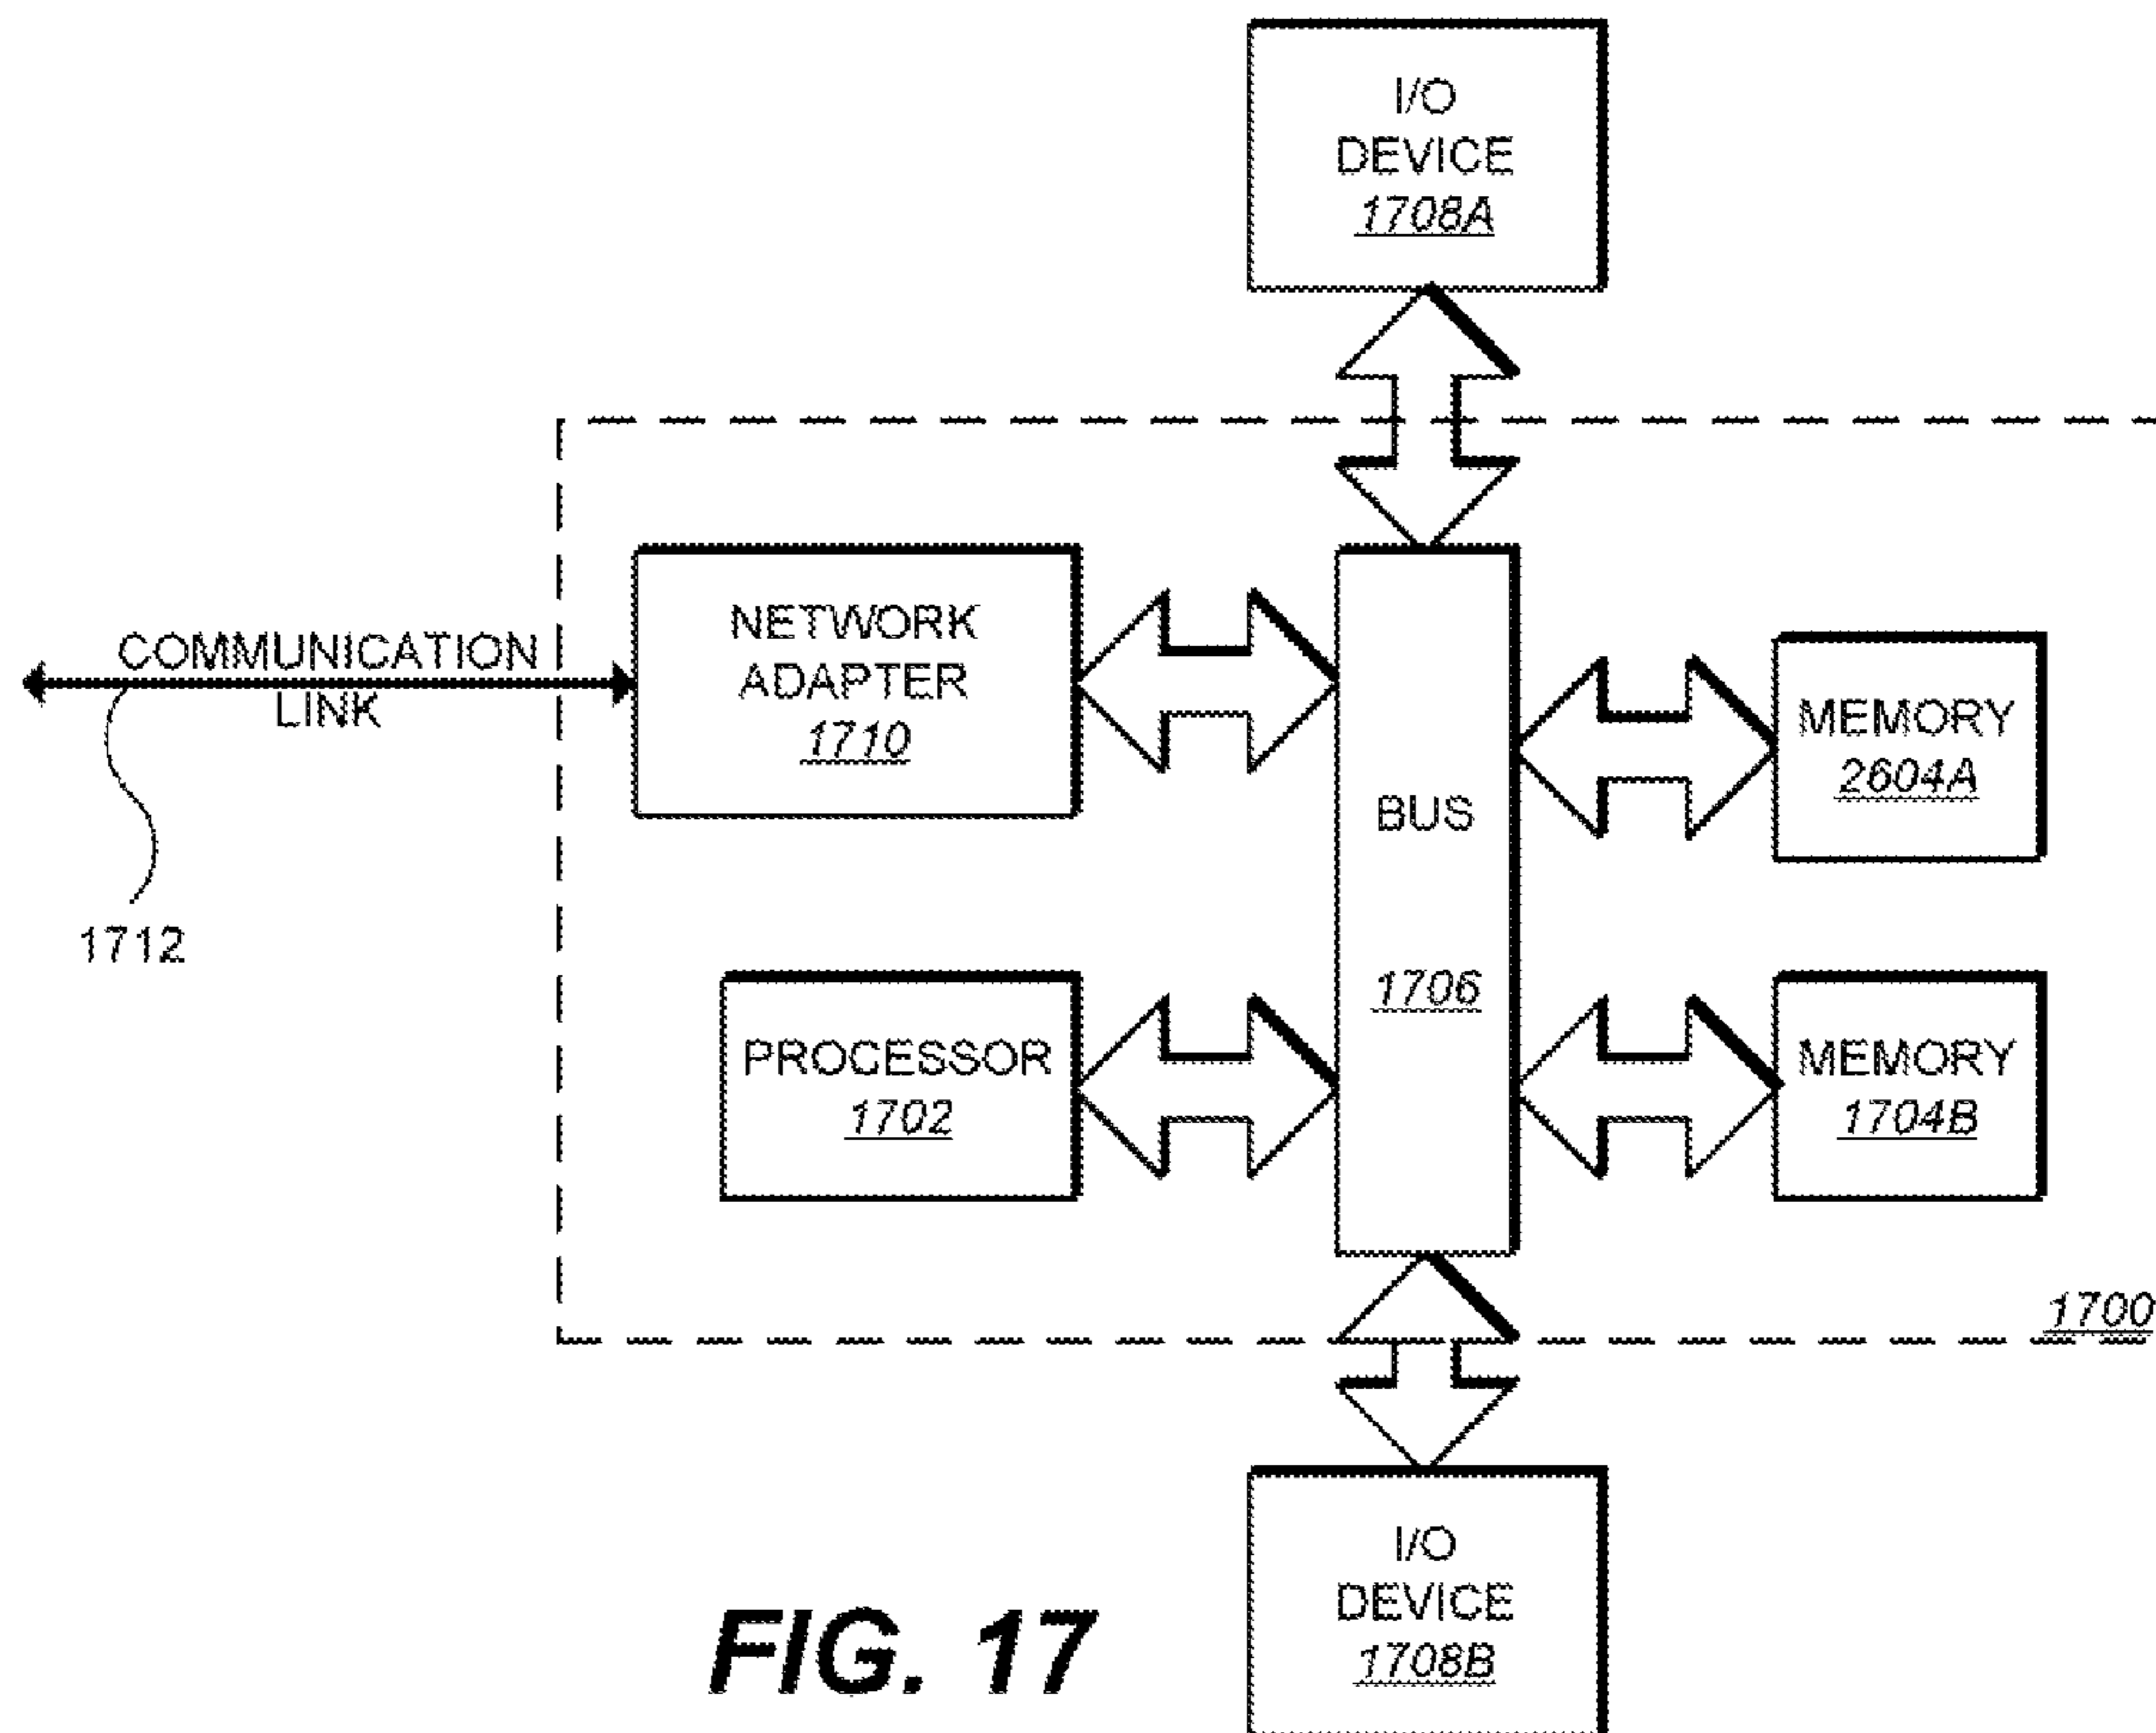 I/O
DEVICE
1708A
COMMUNICATION
LINK
1712
NETWORK
ADAPTER
1710
BUS
1706
MEMORY
2604A
PROCESSOR
1702
MEMORY
1704B
1700
I/O
DEVICE
1708B
FIG. 17